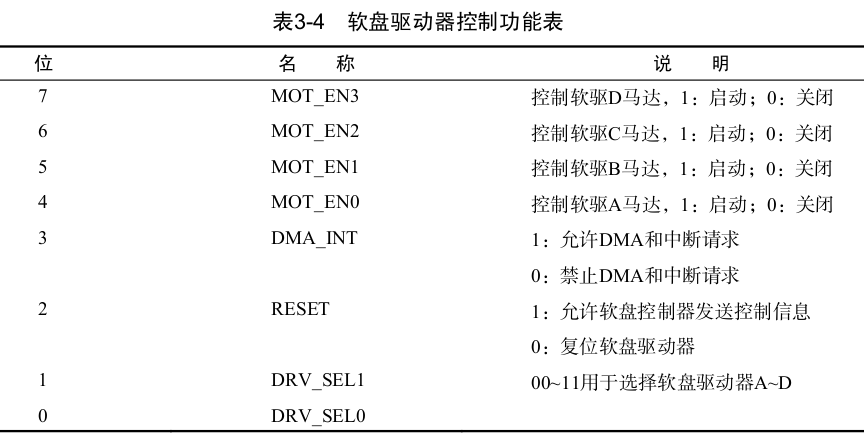 表3-4 软盘驱动器控制功能表
位 名 称 说 明
7 MOT_EN3 控制软驱D马达，1：启动；0：关闭
6 MOT_EN2 控制软驱C马达，1：启动；0：关闭
5 MOT_EN1 控制软驱B马达，1：启动；0：关闭
4 MOT_EN0 控制软驱A马达，1：启动；0：关闭
3 DMA_INT 1：允许DMA和中断请求
0：禁止DMA和中断请求
2 RESET 1：允许软盘控制器发送控制信息
0：复位软盘驱动器
1 DRV_SEL1 00~11用于选择软盘驱动器A~D
0 DRV_SEL0